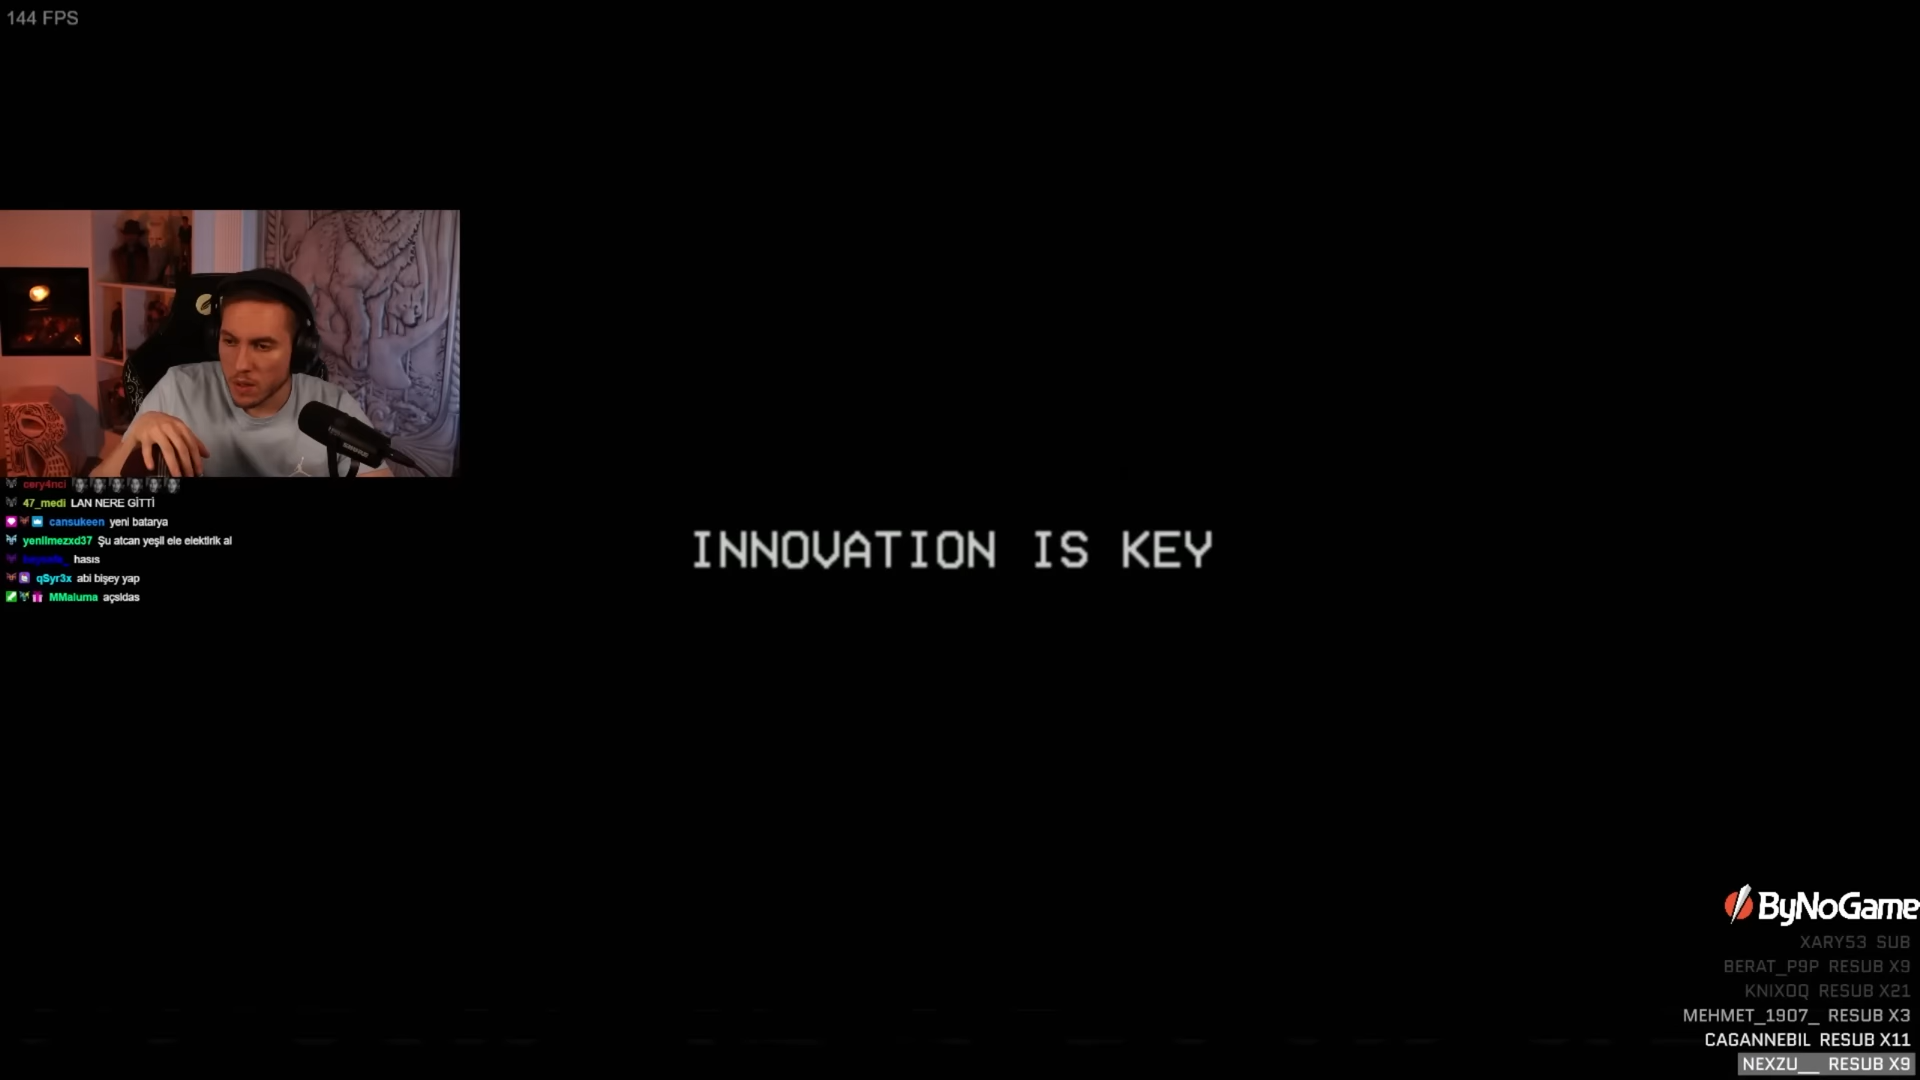 144 FPS
cery4nci
47_medi LAN NERE GİTTİ
cansukeen yeni batarya
yenilmezxd37 Şu atcan yeşil ele elektirik al
hasıs
qSyr3x abi bişey yap
MMaluma açsidas
INNOVATION IS KEY
ByNoGame
XARY53 SUB
BERAT_P9P RESUB X9
KNIXOQ RESUB X21
MEHMET_1907_ RESUB X3
CAGANNEBIL RESUB X11
NEXZU__ RESUB X9